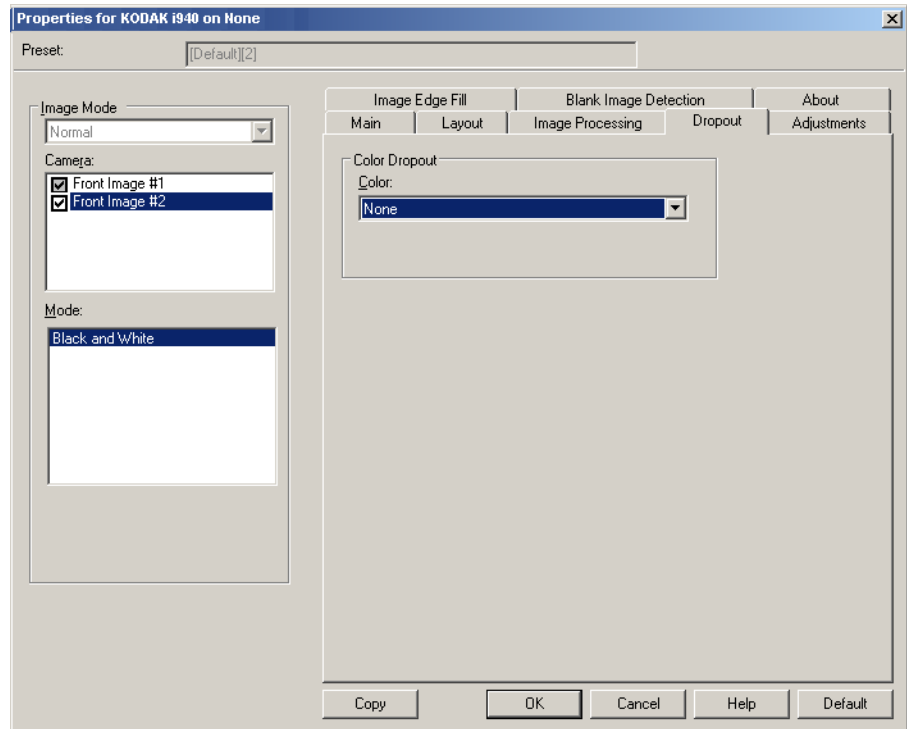 Properties for KODAK i940 on None
Preset:
[Default][2]
Image Mode
Normal
Camera:
Front Image #1
Front Image #2
Mode:
Black and White
Image Edge Fill
Blank Image Detection
About
Main
Layout
Image Processing
Dropout
Adjustments
Color Dropout
Color:
None
Copy
OK
Cancel
Help
Default